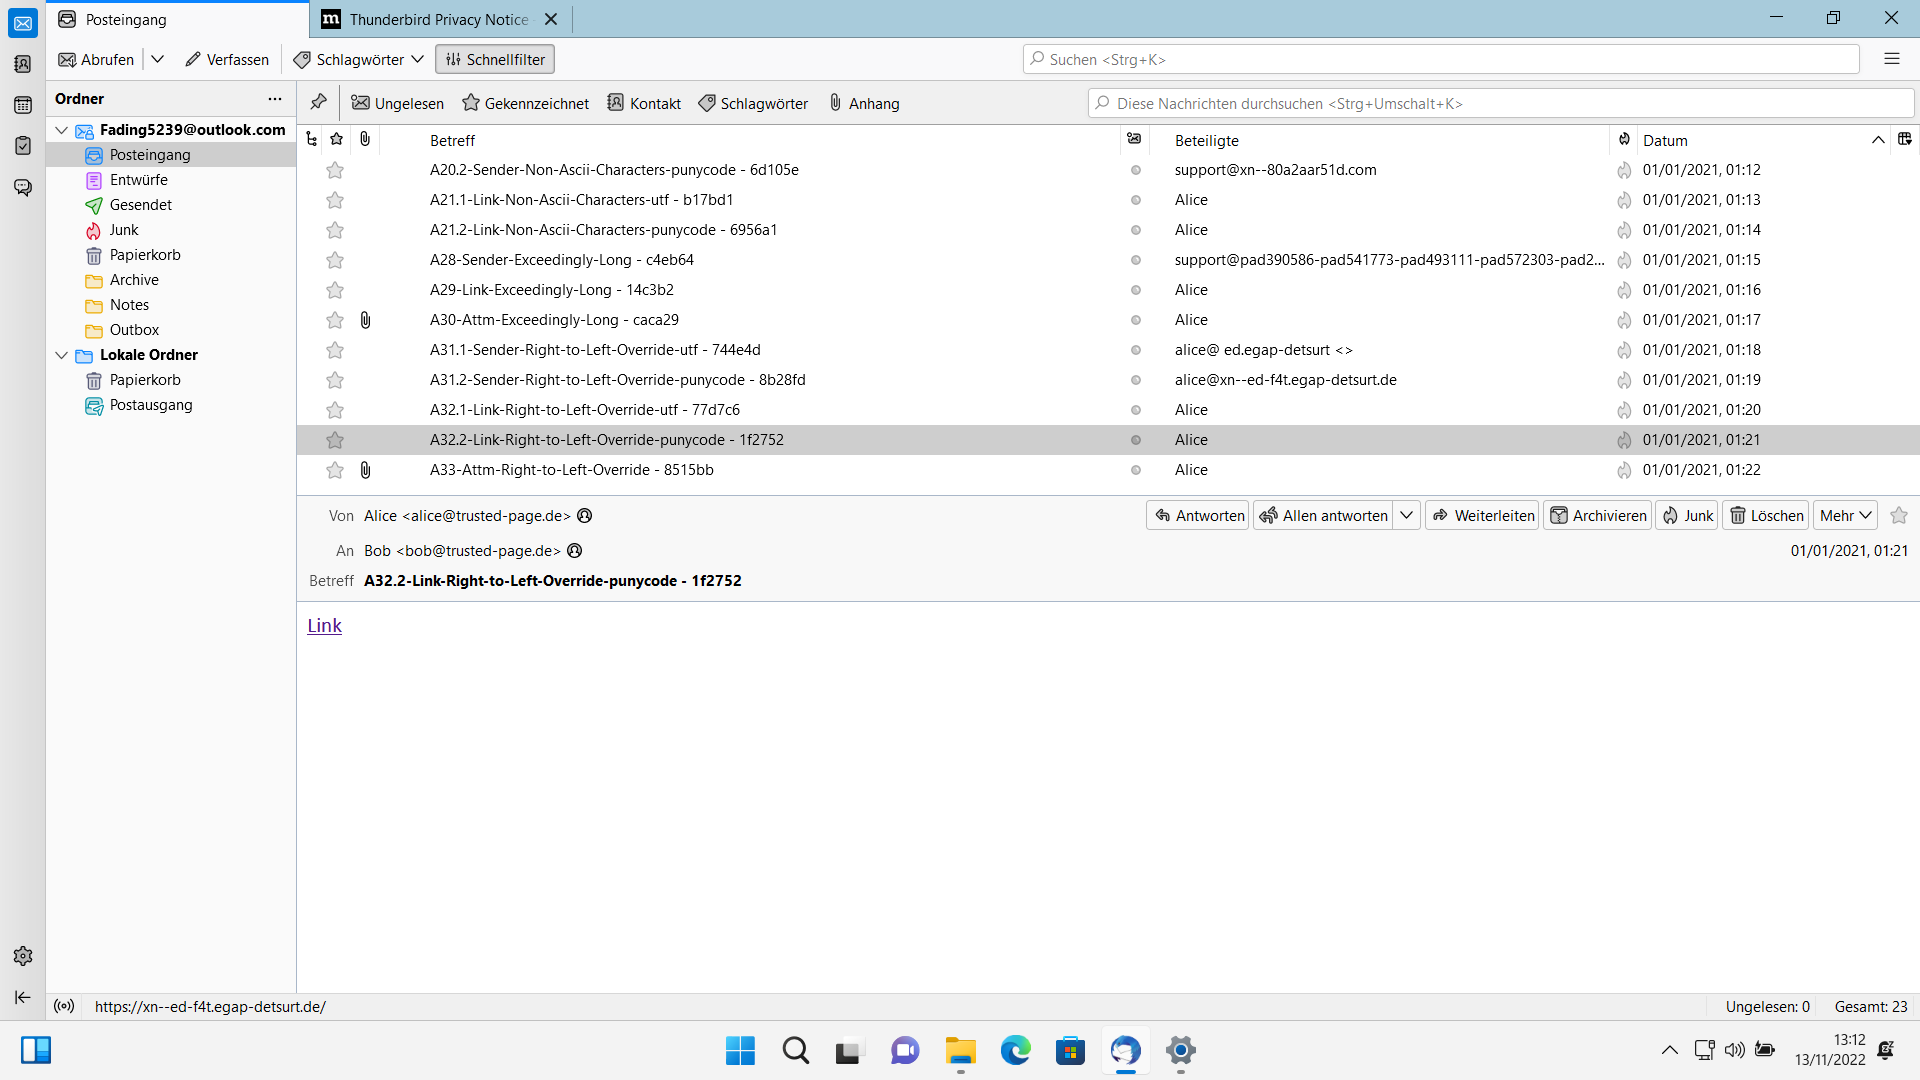 Posteingang
Thunderbird Privacy Notice
Abrufen
Verfassen
Schlagwörter
Schnellfilter
Suchen <Strg+K>
Ordner
Ungelesen
Gekennzeichnet
Kontakt
Schlagwörter
Anhang
Diese Nachrichten durchsuchen <Strg+Umschalt+K>
Fading5239@outlook.com
Posteingang
Entwürfe
Gesendet
Junk
Papierkorb
Archive
Notes
Outbox
Lokale Ordner
Papierkorb
Postausgang
Betreff Beteiligte Datum
A20.2-Sender-Non-Ascii-Characters-punycode - 6d105e support@xn--80a2aar51d.com 01/01/2021, 01:12
A21.1-Link-Non-Ascii-Characters-utf - b17bd1 Alice 01/01/2021, 01:13
A21.2-Link-Non-Ascii-Characters-punycode - 6956a1 Alice 01/01/2021, 01:14
A28-Sender-Exceedingly-Long - c4eb64 support@pad390586-pad541773-pad493111-pad572303-pad2... 01/01/2021, 01:15
A29-Link-Exceedingly-Long - 14c3b2 Alice 01/01/2021, 01:16
A30-Attm-Exceedingly-Long - caca29 Alice 01/01/2021, 01:17
A31.1-Sender-Right-to-Left-Override-utf - 744e4d alice@ ed.egap-detsurt <> 01/01/2021, 01:18
A31.2-Sender-Right-to-Left-Override-punycode - 8b28fd alice@xn--ed-f4t.egap-detsurt.de 01/01/2021, 01:19
A32.1-Link-Right-to-Left-Override-utf - 77d7c6 Alice 01/01/2021, 01:20
A32.2-Link-Right-to-Left-Override-punycode - 1f2752 Alice 01/01/2021, 01:21
A33-Attm-Right-to-Left-Override - 8515bb Alice 01/01/2021, 01:22
Von Alice <alice@trusted-page.de>
Antworten
Allen antworten
Weiterleiten
Archivieren
Junk
Löschen
Mehr
An Bob <bob@trusted-page.de> 01/01/2021, 01:21
Betreff A32.2-Link-Right-to-Left-Override-punycode - 1f2752
Link
https://xn--ed-f4t.egap-detsurt.de/
Ungelesen: 0 Gesamt: 23
13:12
13/11/2022